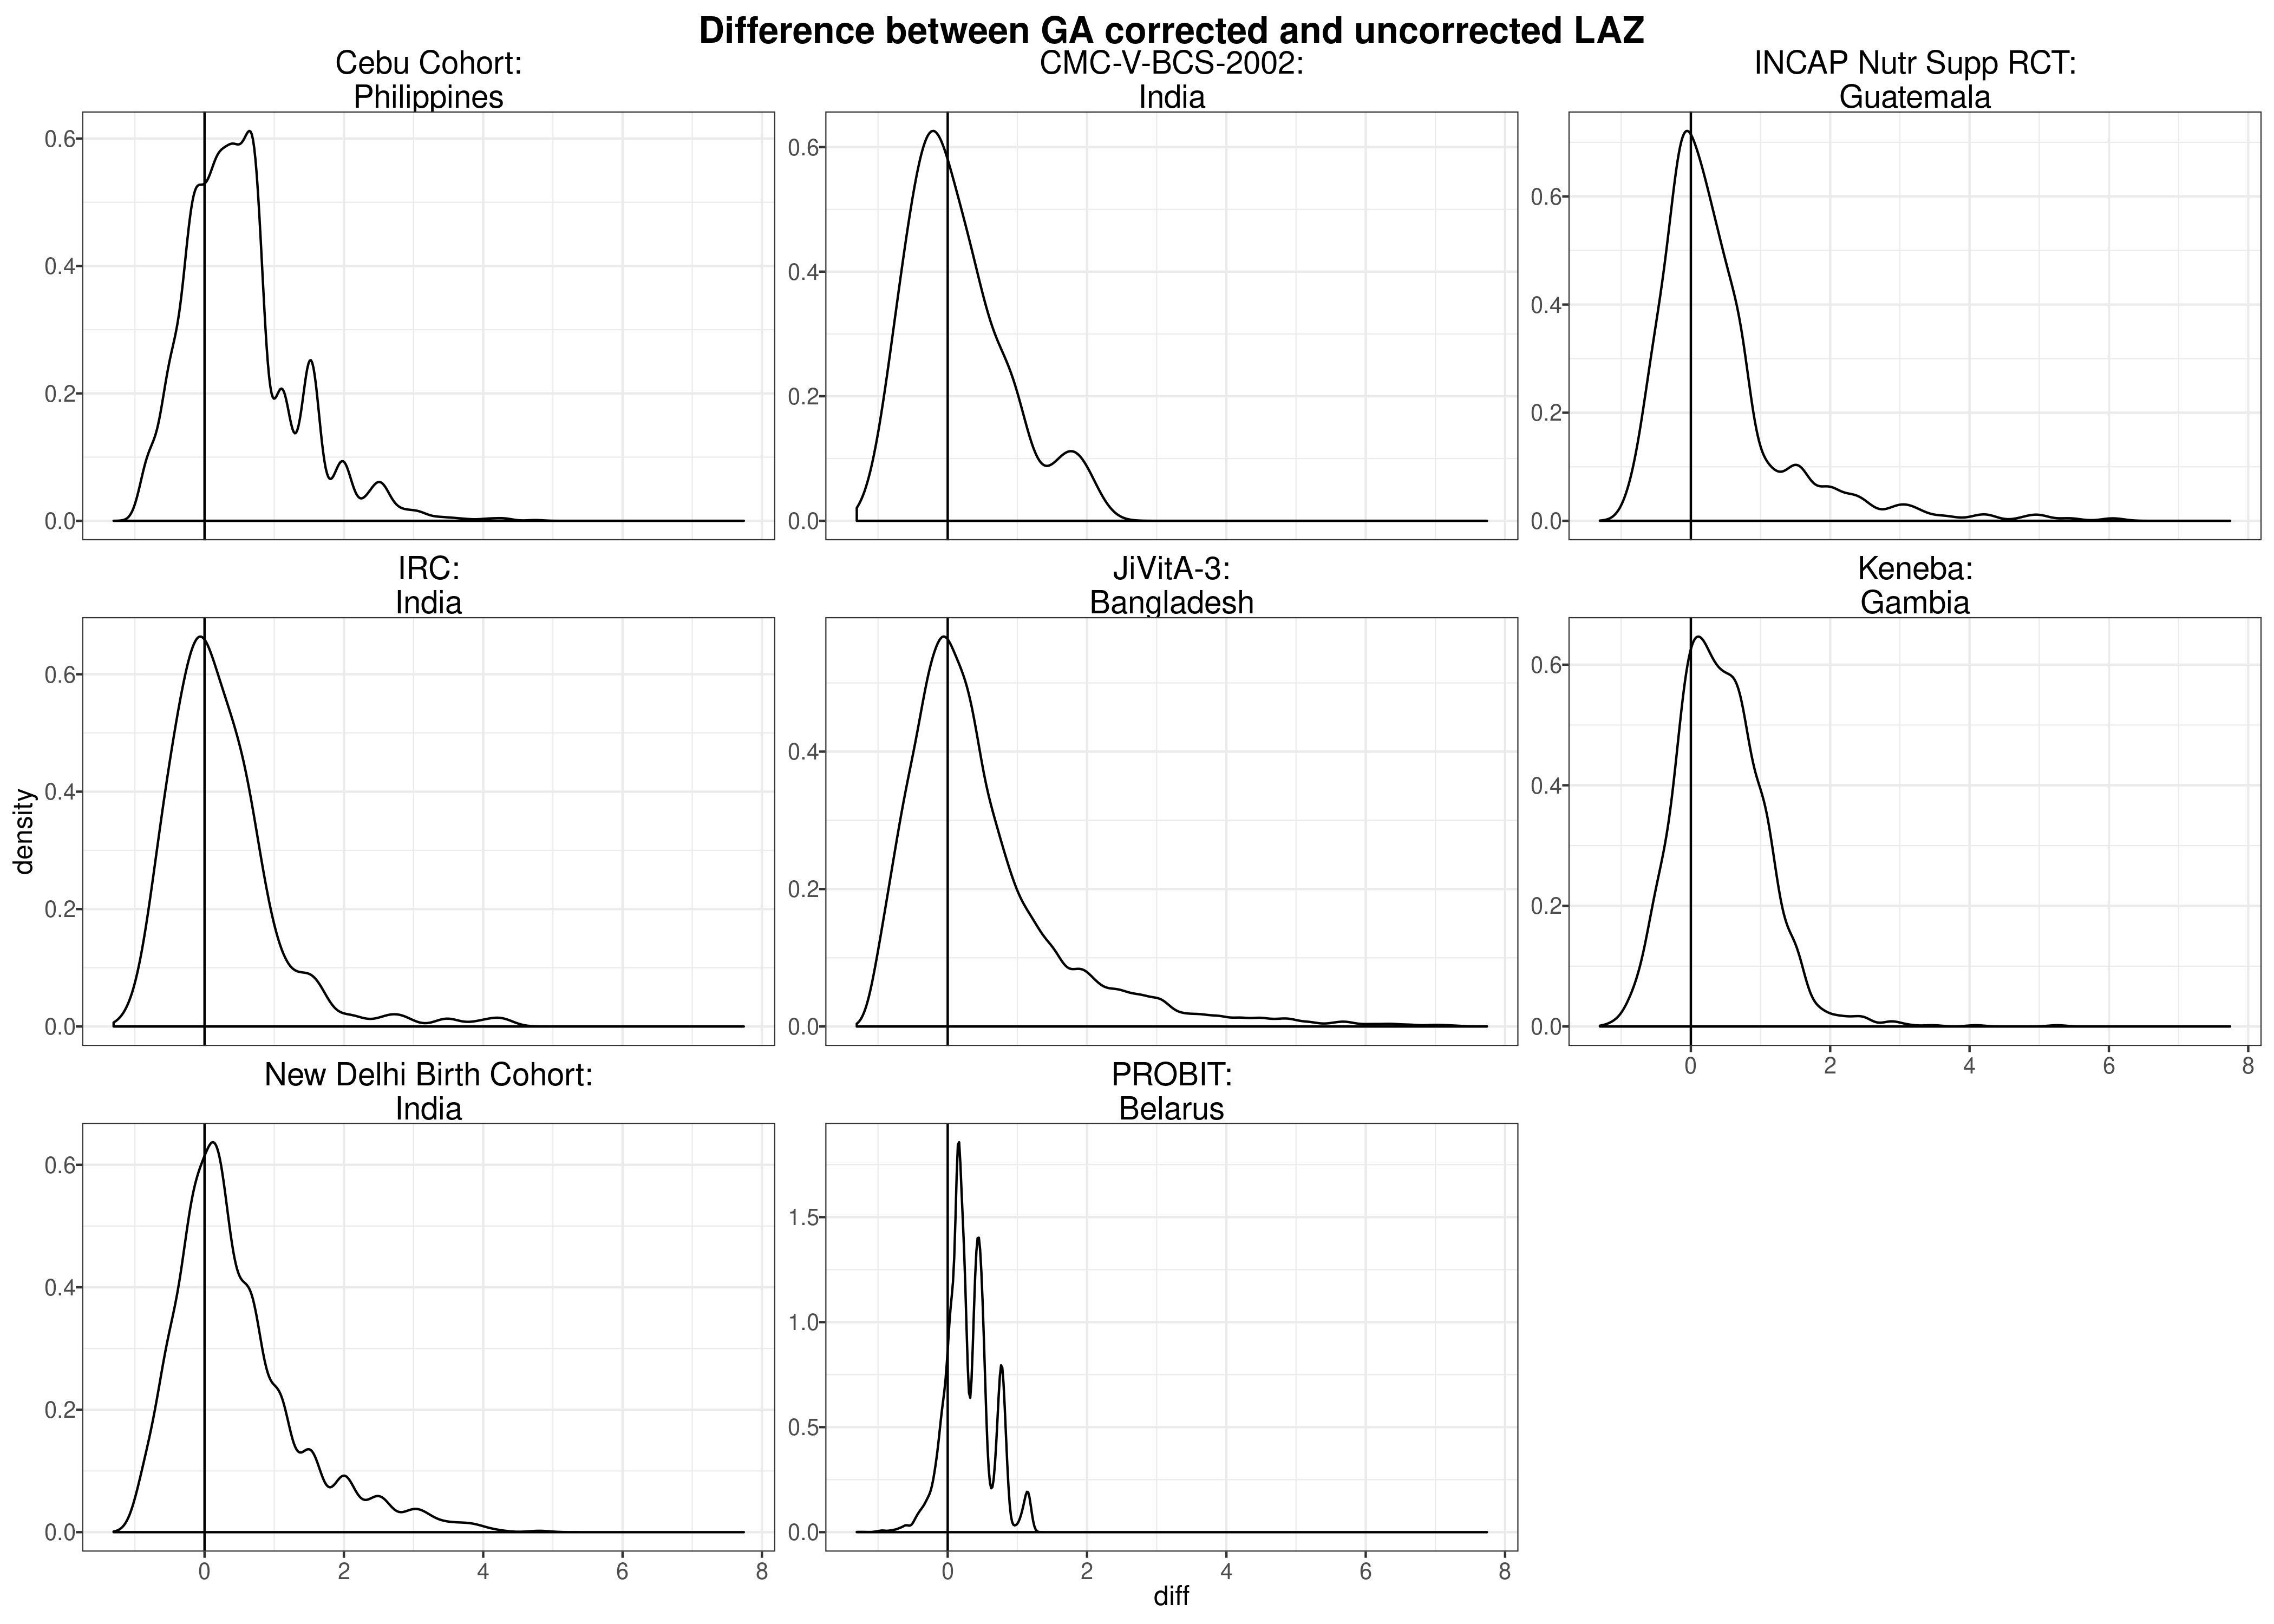 Difference between GA corrected and uncorrected LAZ
Cebu Cohort:
Philippines
CMC-V-BCS-2002:
India
INCAP Nutr Supp RCT:
Guatemala
0.6
0.4
0.2
0.0
0.6
0.4
0.2
0.0
0.6
0.4
0.2
0.0
IRC:
India
JiVitA-3:
Bangladesh
Keneba:
Gambia
0.6
0.4
0.2
0.0
0.4
0.2
0.0
0.6
0.4
0.2
0.0
0 2 4 6 8
density
New Delhi Birth Cohort:
India
PROBIT:
Belarus
0.6
0.4
0.2
0.0
0 2 4 6 8
1.5
1.0
0.5
0.0
0 2 4 6 8
diff